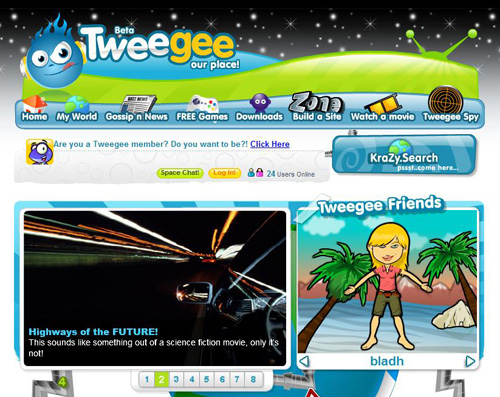 Beta
Tweegee
our place!
Home
My World
Gossip n News
FREE Games
Downloads
Zone
Build a Site
Watch a movie
Tweegee Spy
Are you a Tweegee member? Do you want to be?! Click Here
Space Chat!
Log In!
24 Users Online
KraZy.Search
pssst..come here...
Tweegee Friends
Highways of the FUTURE!
This sounds like something out of a science fiction movie, only it's
not!
bladh
1 2 3 4 5 6 7 8
4